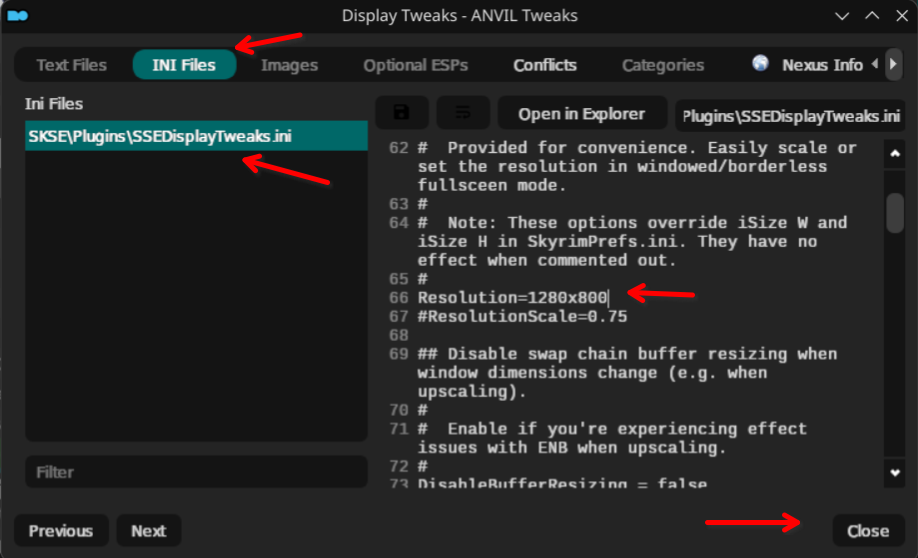 Display Tweaks - ANVIL Tweaks
Text Files
INI Files
Images
Optional ESPs
Conflicts
Categories
Nexus Info
Ini Files
SKSE\Plugins\SSEDisplayTweaks.ini
Filter
Open in Explorer
Plugins\SSEDisplayTweaks.ini
62 #  Provided for convenience. Easily scale or
set the resolution in windowed/borderless
fullsceen mode.
63 #
64 #  Note: These options override iSize W and
iSize H in SkyrimPrefs.ini. They have no
effect when commented out.
65 #
66 Resolution=1280x800
67 #ResolutionScale=0.75
68
69 ## Disable swap chain buffer resizing when
window dimensions change (e.g. when
upscaling).
70 #
71 #  Enable if you're experiencing effect
issues with ENB when upscaling.
72 #
73 DisableBufferResizing = false
Previous
Next
Close